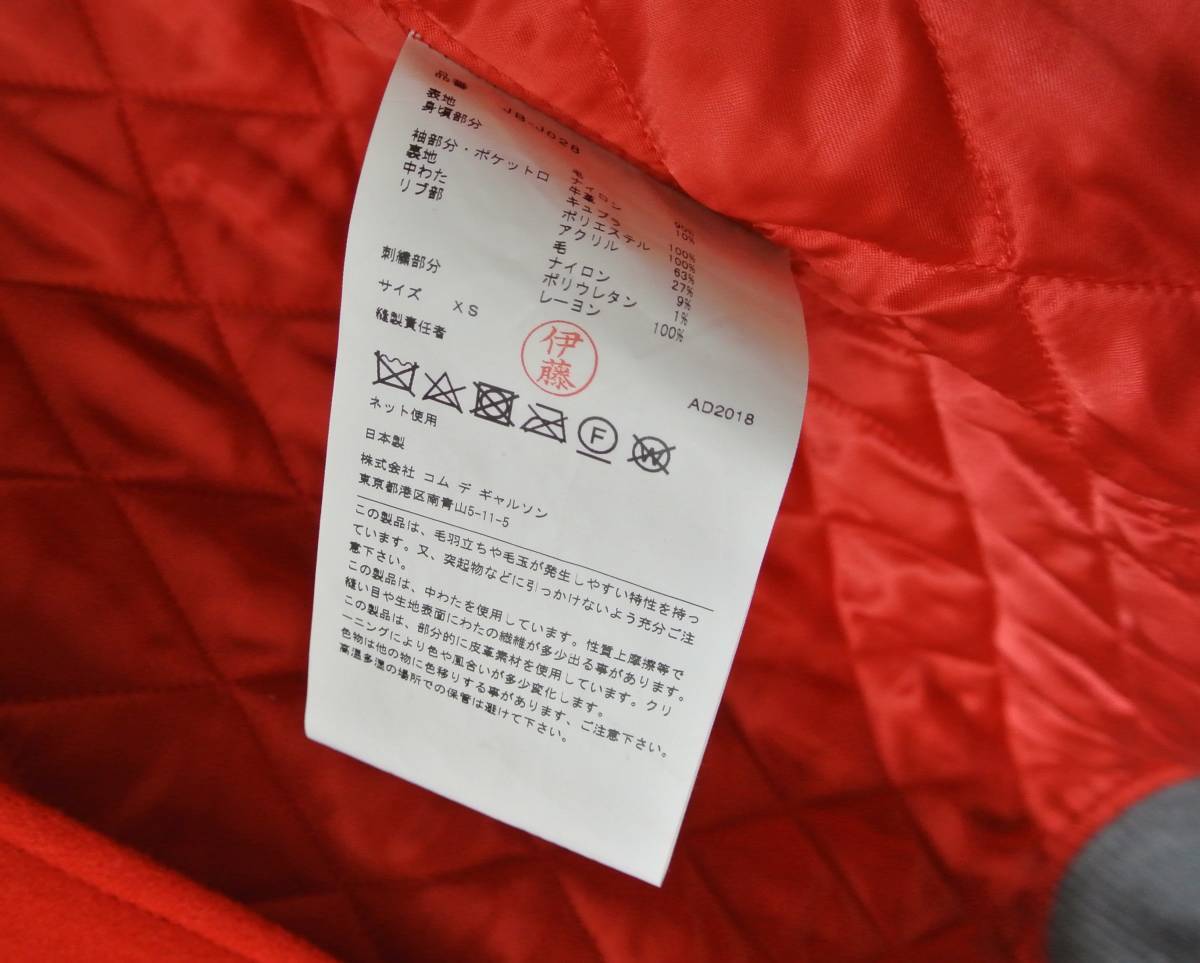 品番 JB-J028
表地
身頃部分 毛 90%
ナイロン 10%
袖部分・ポケット口 牛革
裏地 キュプラ 100%
中わた ポリエステル 100%
リブ部 アクリル 63%
毛 27%
ナイロン 9%
ポリウレタン 1%
刺繍部分 レーヨン 100%
サイズ XS
縫製責任者 伊藤
AD2018
F
W
ネット使用
日本製
株式会社 コム デ ギャルソン
東京都港区南青山5-11-5
この製品は、毛羽立ちや毛玉が発生しやすい特性を持っ
ています。又、突起物などに引っかけないよう充分ご注
意下さい。
この製品は、中わたを使用しています。性質上摩擦等で
縫い目や生地表面にわたの繊維が多少出る事があります。
この製品は、部分的に皮革素材を使用しています。クリ
ーニングにより色や風合いが多少変化します。
色物は他の物に色移りする事があります、ご注意下さい。
高温多湿の場所での保管は避けて下さい。